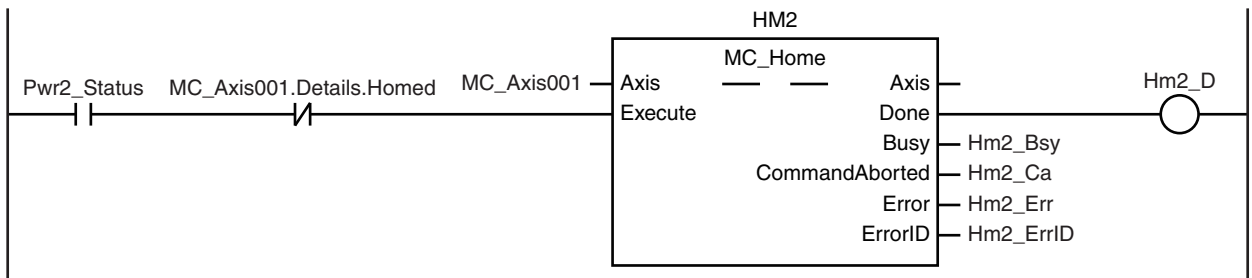 HM2
MC_Home
Pwr2_Status MC_Axis001.Details.Homed MC_Axis001 Axis Axis Hm2_D
Execute Done
Busy Hm2_Bsy
CommandAborted Hm2_Ca
Error Hm2_Err
ErrorID Hm2_ErrID